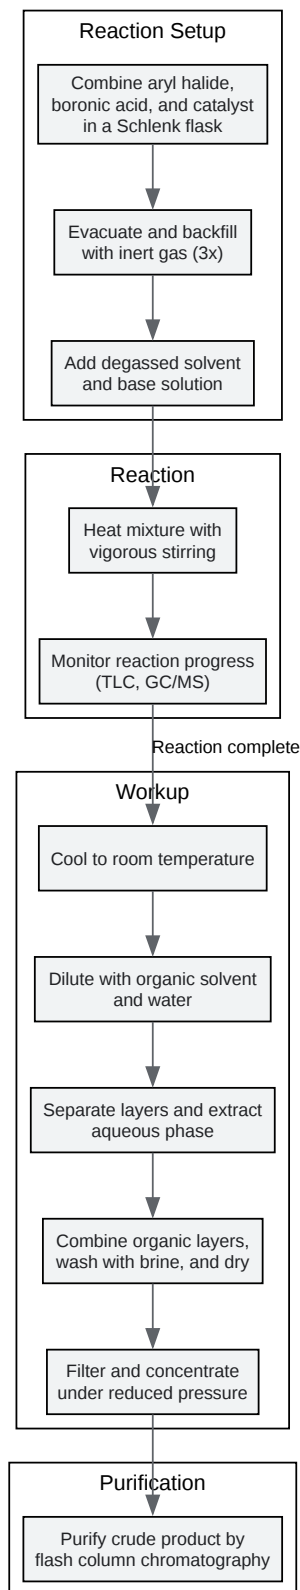 Reaction Setup
Combine aryl halide,
boronic acid, and catalyst
in a Schlenk flask
Evacuate and backfill
with inert gas (3x)
Add degassed solvent
and base solution
Reaction
Heat mixture with
vigorous stirring
Monitor reaction progress
(TLC, GC/MS)
Reaction complete
Workup
Cool to room temperature
Dilute with organic solvent
and water
Separate layers and extract
aqueous phase
Combine organic layers,
wash with brine, and dry
Filter and concentrate
under reduced pressure
Purification
Purify crude product by
flash column chromatography